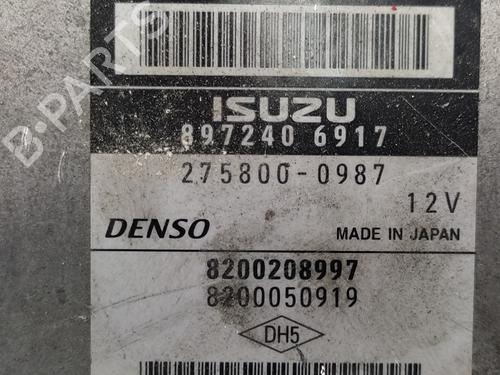 ISUZU
897240 6917
275800-0987
12V
DENSO MADE IN JAPAN
8200208997
8200050919
DH5
B-PARTS